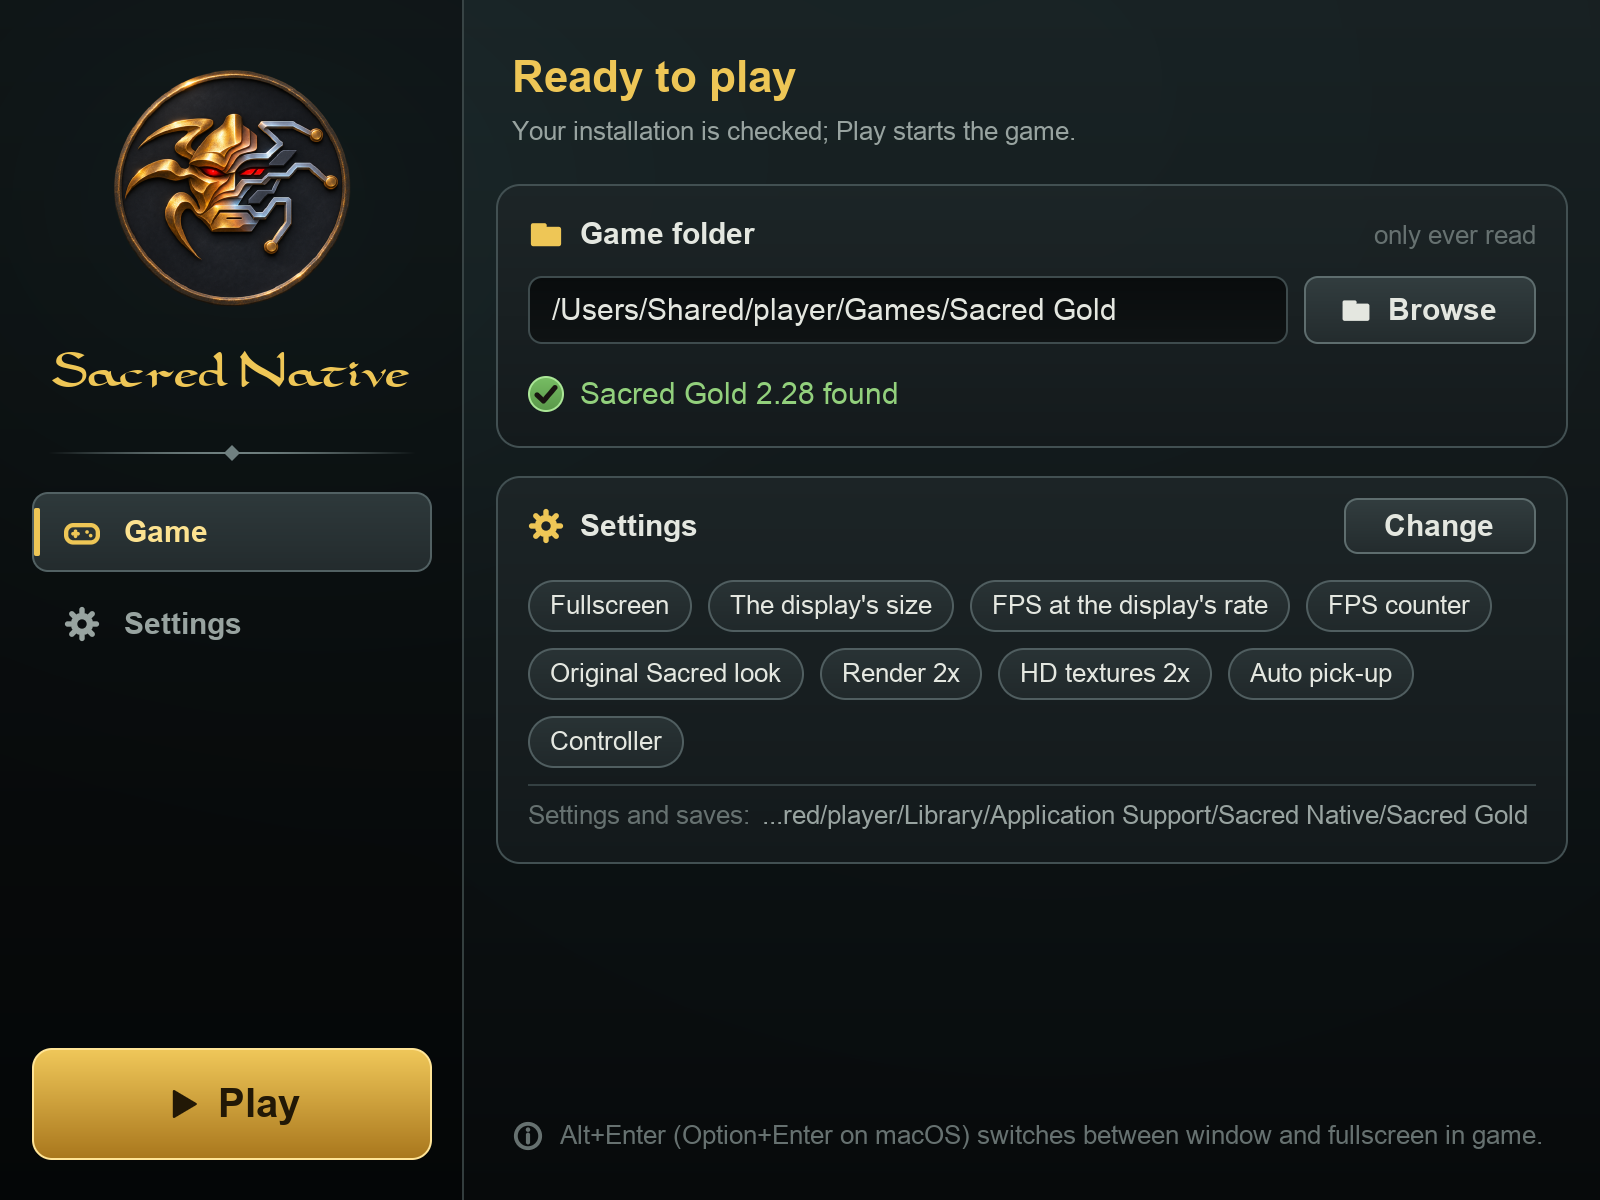 Sacred Native
Game
Settings
Play
Ready to play
Your installation is checked; Play starts the game.
Game folder
only ever read
/Users/Shared/player/Games/Sacred Gold
Browse
Sacred Gold 2.28 found
Settings
Change
Fullscreen
The display's size
FPS at the display's rate
FPS counter
Original Sacred look
Render 2x
HD textures 2x
Auto pick-up
Controller
Settings and saves: ...red/player/Library/Application Support/Sacred Native/Sacred Gold
Alt+Enter (Option+Enter on macOS) switches between window and fullscreen in game.